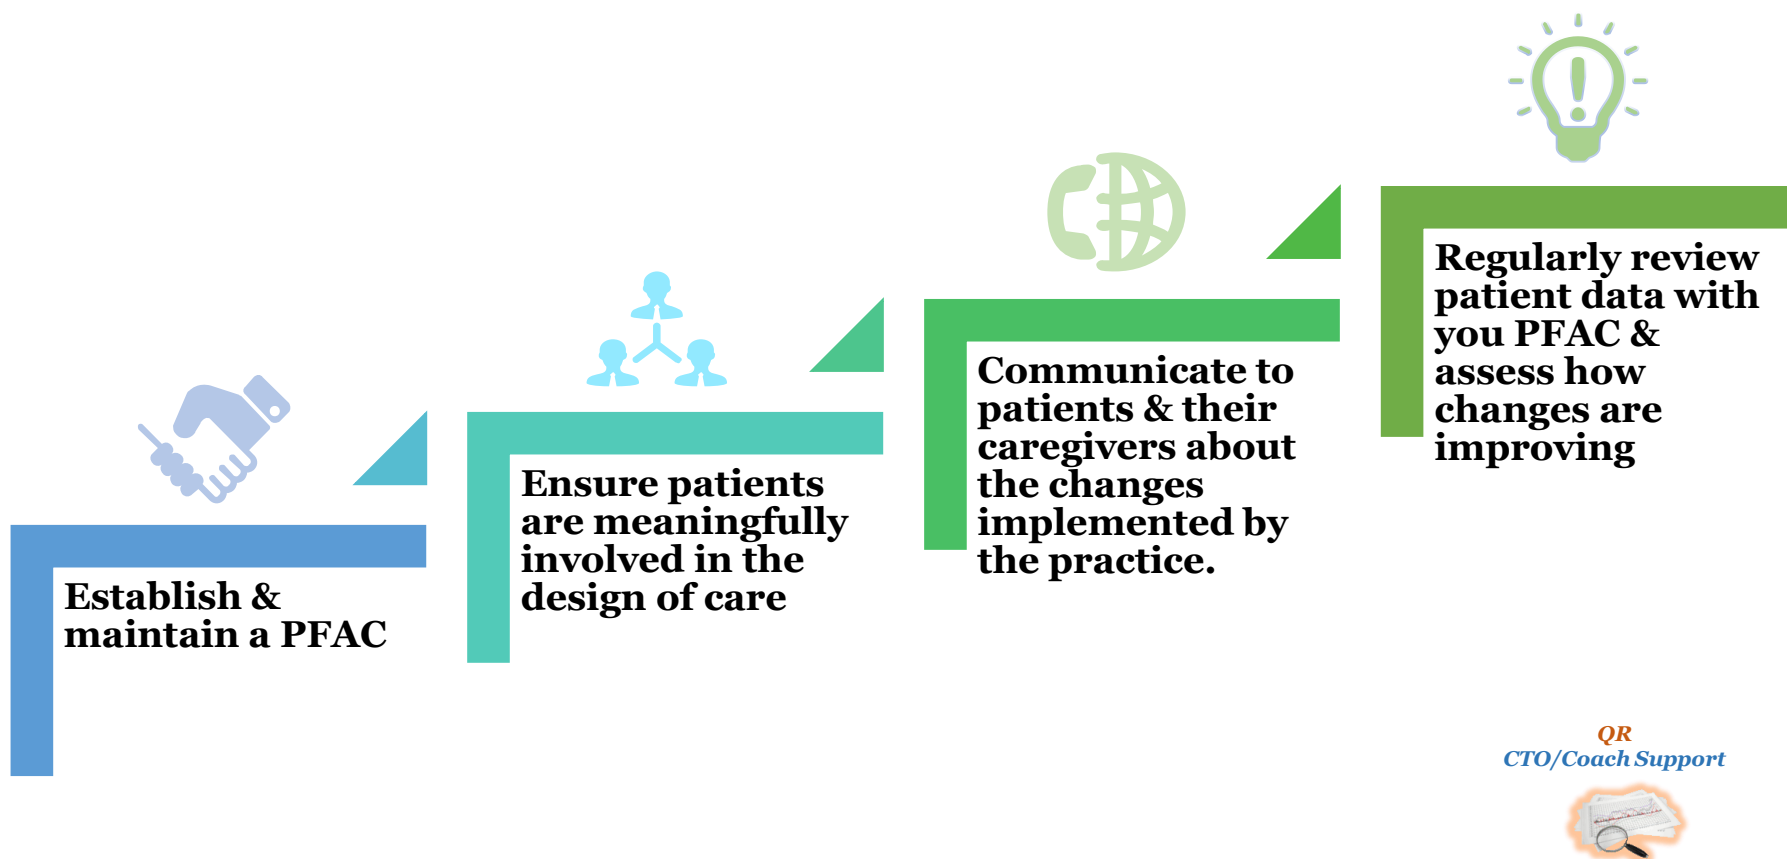 Establish &
maintain a PFAC
Ensure patients
are meaningfully
involved in the
design of care
Communicate to
patients & their
caregivers about
the changes
implemented by
the practice.
Regularly review
patient data with
you PFAC &
assess how
changes are
improving
QR
CTO/Coach Support